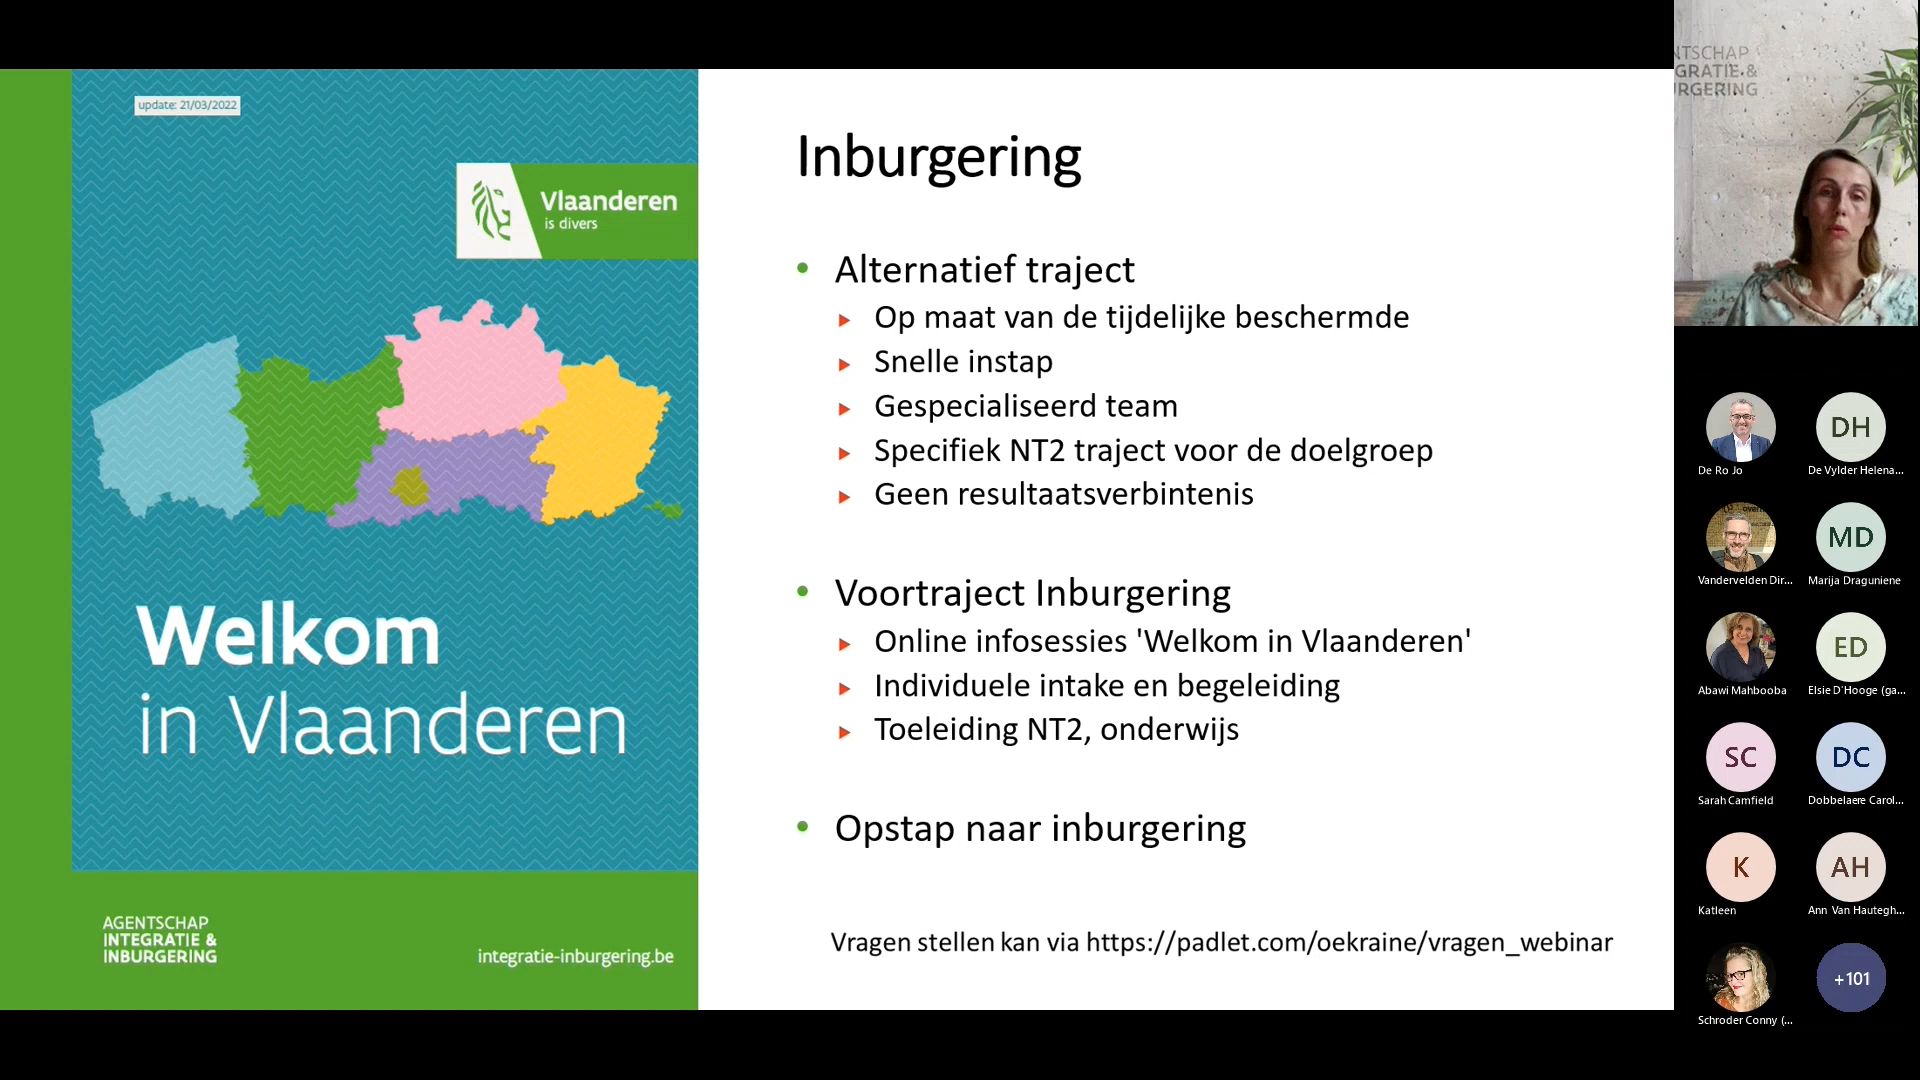 update: 21/03/2022
Vlaanderen
is divers
Welkom
in Vlaanderen
AGENTSCHAP
INTEGRATIE &
INBURGERING
integratie-inburgering.be
Inburgering
• Alternatief traject
Op maat van de tijdelijke beschermde
Snelle instap
Gespecialiseerd team
Specifiek NT2 traject voor de doelgroep
Geen resultaatsverbintenis
• Voortraject Inburgering
Online infosessies 'Welkom in Vlaanderen'
Individuele intake en begeleiding
Toeleiding NT2, onderwijs
• Opstap naar inburgering
Vragen stellen kan via https://padlet.com/oekraine/vragen_webinar
NTSCHAP
GRATIE &
URGERING
De Ro Jo
DH
De Vylder Helena...
Vandervelden Dir...
MD
Marija Draguniene
Abawi Mahbooba
ED
Elsie D'Hooge (ga...
SC
Sarah Camfield
DC
Dobbelaere Carol...
K
Katleen
AH
Ann Van Hautegh...
Schroder Conny (...
+101